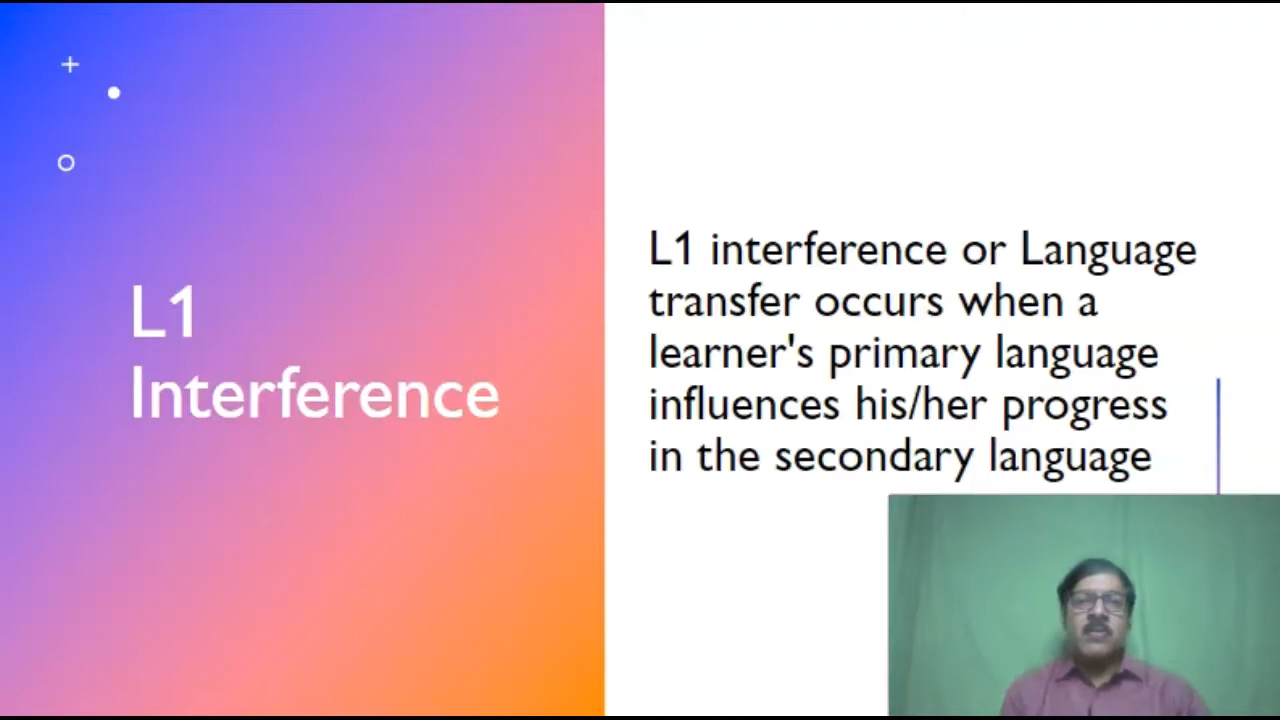 L1
Interference
L1 interference or Language
transfer occurs when a
learner's primary language
influences his/her progress
in the secondary language